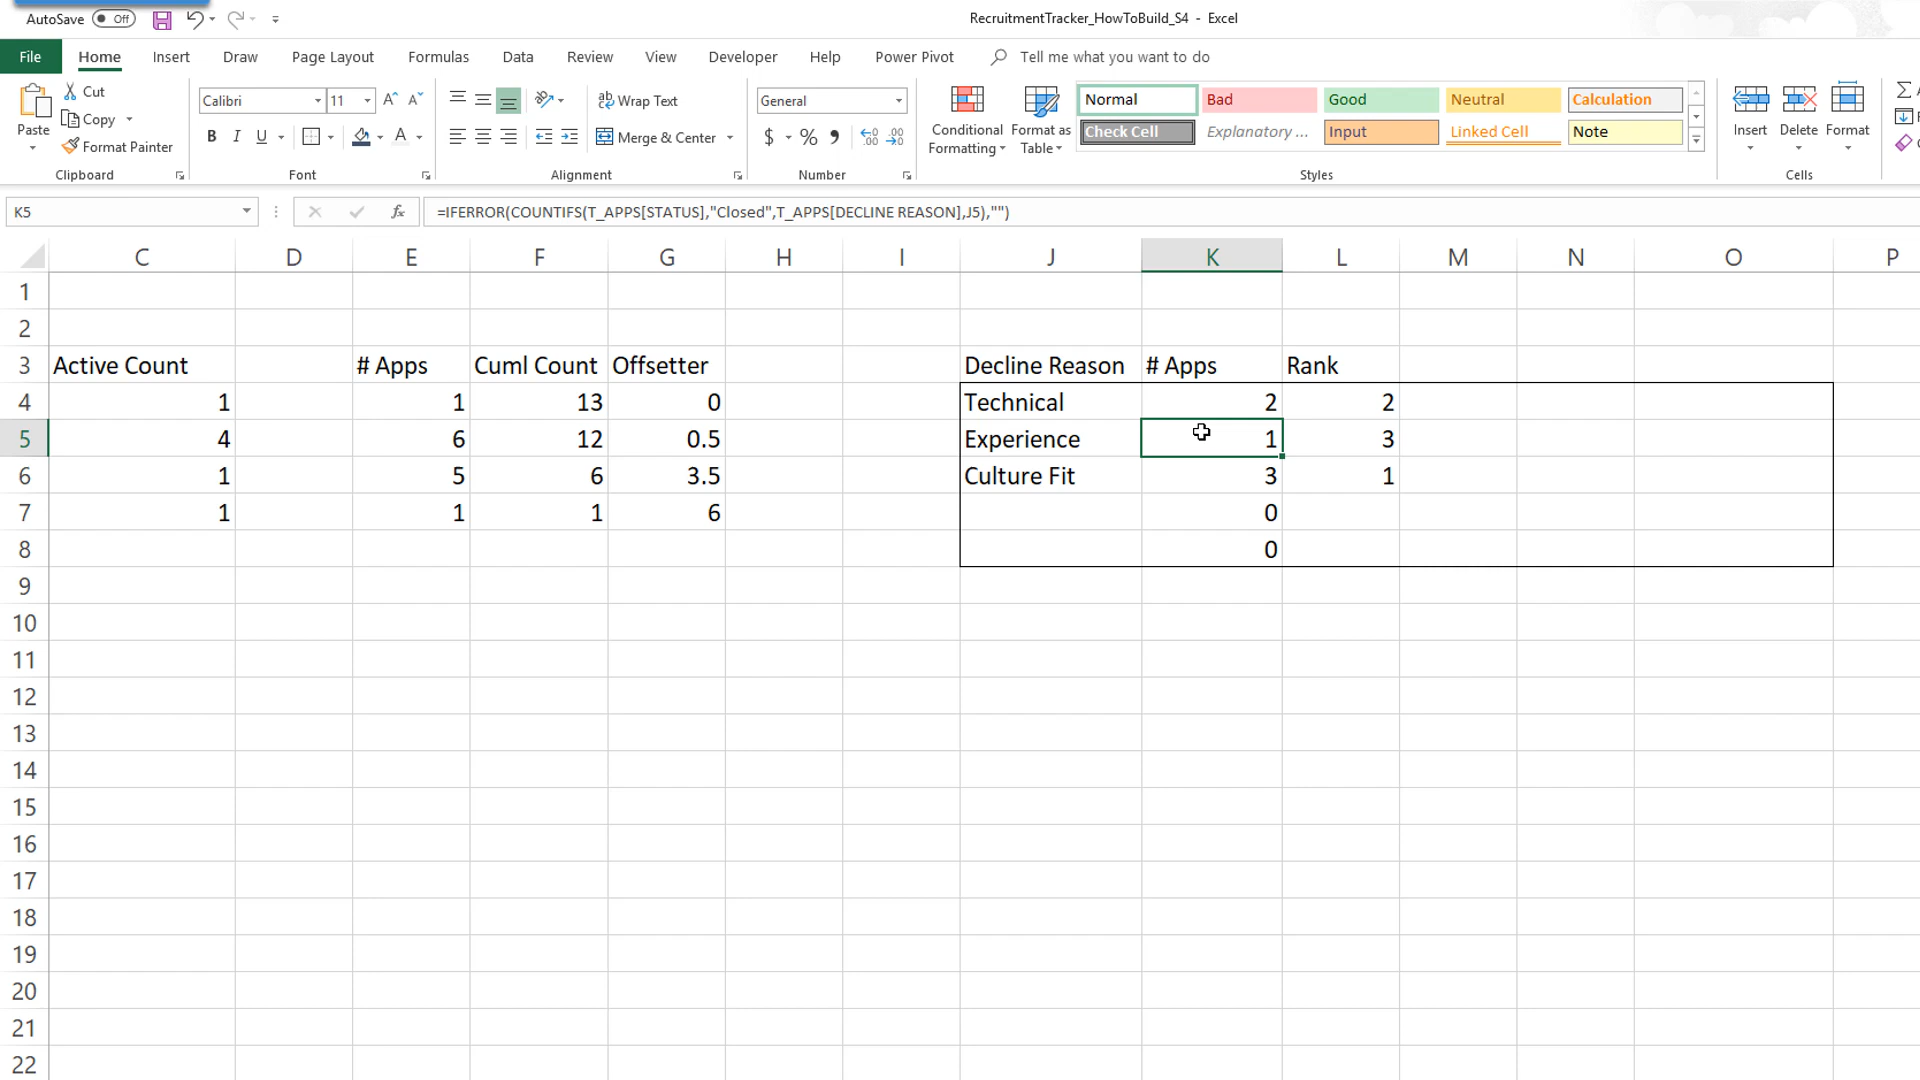 AutoSave Off
RecruitmentTracker_HowToBuild_S4 - Excel
File Home Insert Draw Page Layout Formulas Data Review View Developer Help Power Pivot Tell me what you want to do
Paste
Cut
Copy
Format Painter
Clipboard
Calibri 11
B I U
Font
Wrap Text
Merge & Center
Alignment
General
$ % ,
Number
Conditional Formatting
Format as Table
Normal Bad Good Neutral Calculation
Check Cell Explanatory ... Input Linked Cell Note
Styles
Insert Delete Format
Cells
K5 fx =IFERROR(COUNTIFS(T_APPS[STATUS],"Closed",T_APPS[DECLINE REASON],J5),"")
C D E F G H I J K L M N O P
1
2
3 Active Count # Apps Cuml Count Offsetter Decline Reason # Apps Rank
4 1 1 13 0 Technical 2 2
5 4 6 12 0.5 Experience 1 3
6 1 5 6 3.5 Culture Fit 3 1
7 1 1 1 6 0
8 0
9
10
11
12
13
14
15
16
17
18
19
20
21
22